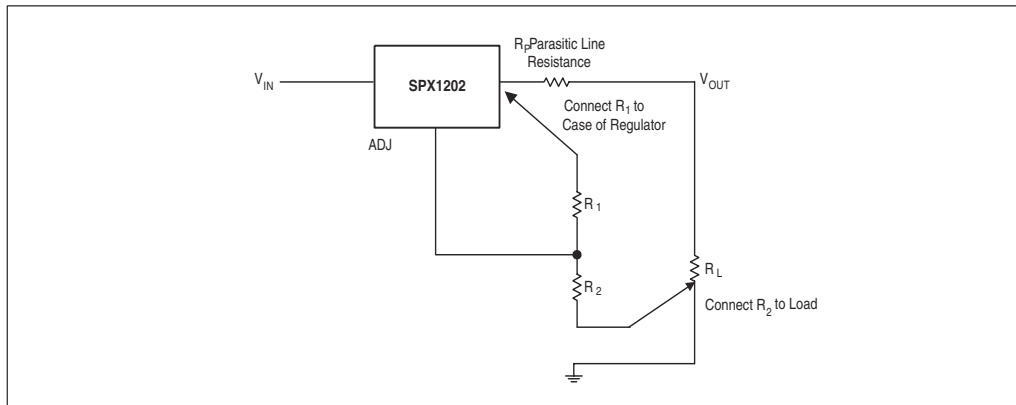 R_P Parasitic Line
Resistance
V_IN
SPX1202
V_OUT
Connect R_1 to
Case of Regulator
ADJ
R_1
R_L
R_2
Connect R_2 to Load